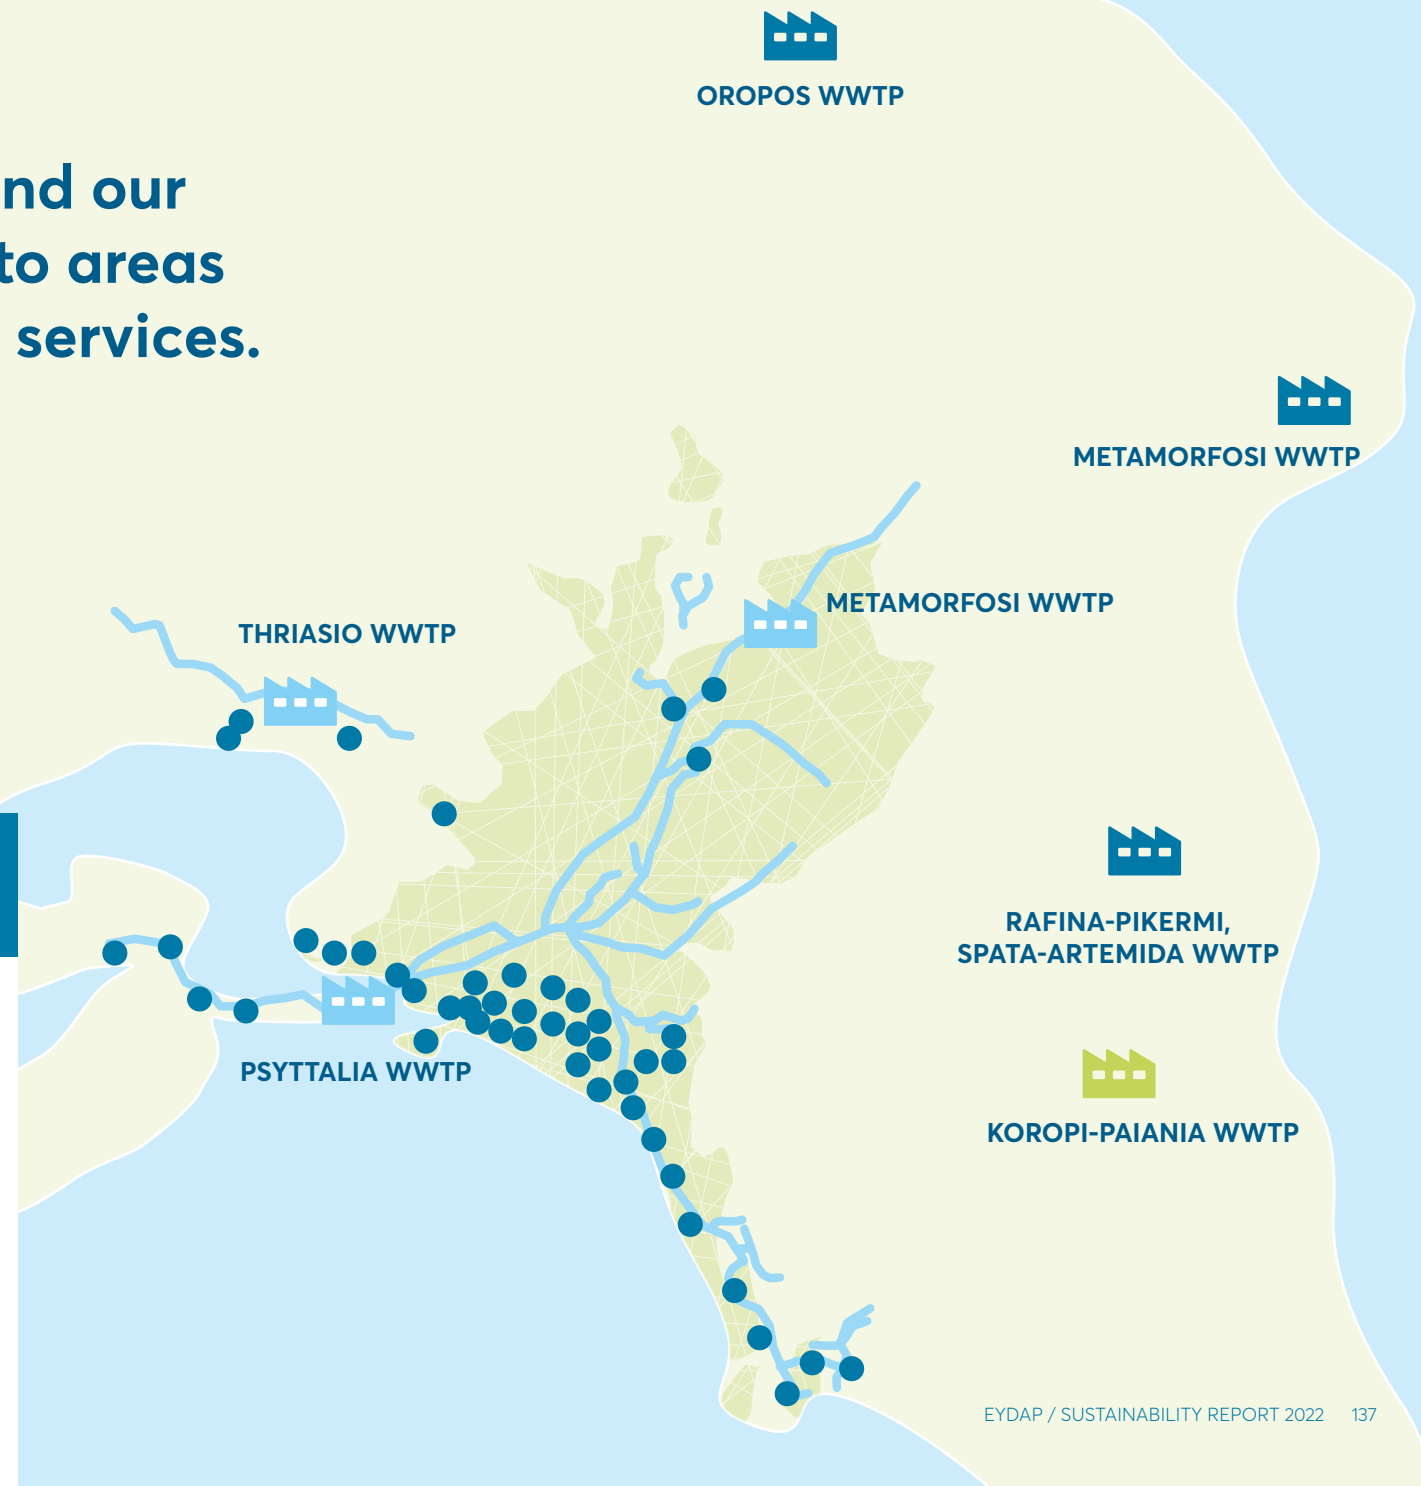 OROPOS WWTP
nd our
to areas
services.
METAMORFOSI WWTP
METAMORFOSI WWTP
THRIASIO WWTP
RAFINA-PIKERMI,
SPATA-ARTEMIDA WWTP
PSYTTALIA WWTP
KOROPI-PAIANIA WWTP
EYDAP / SUSTAINABILITY REPORT 2022 137